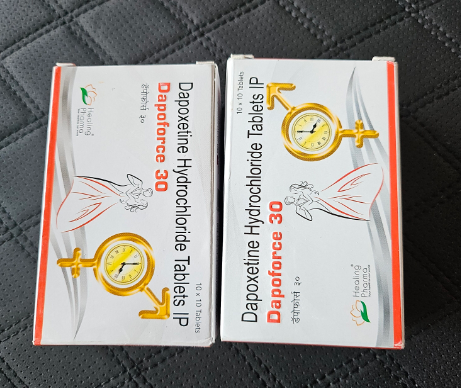 Healing
Pharma
Dapoxetine Hydrochloride Tablets IP
Dapoforce 30
डॅपोफोर्स ३०
10 x 10 Tablets
10 x 10 Tablets
Dapoxetine Hydrochloride Tablets IP
Dapoforce 30
डॅपोफोर्स ३०
Healing
Pharma